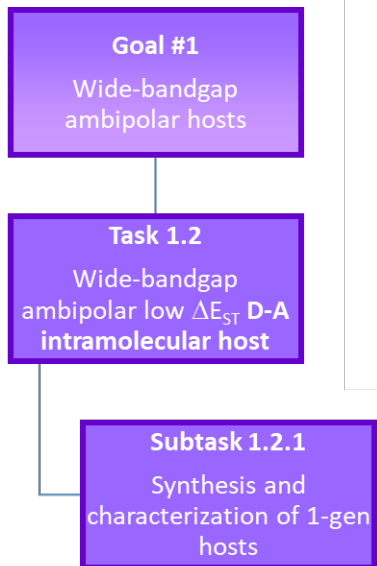 Goal #1
Wide-bandgap
ambipolar hosts
Task 1.2
Wide-bandgap
ambipolar low ΔEST D-A
intramolecular host
Subtask 1.2.1
Synthesis and
characterization of 1-gen
hosts